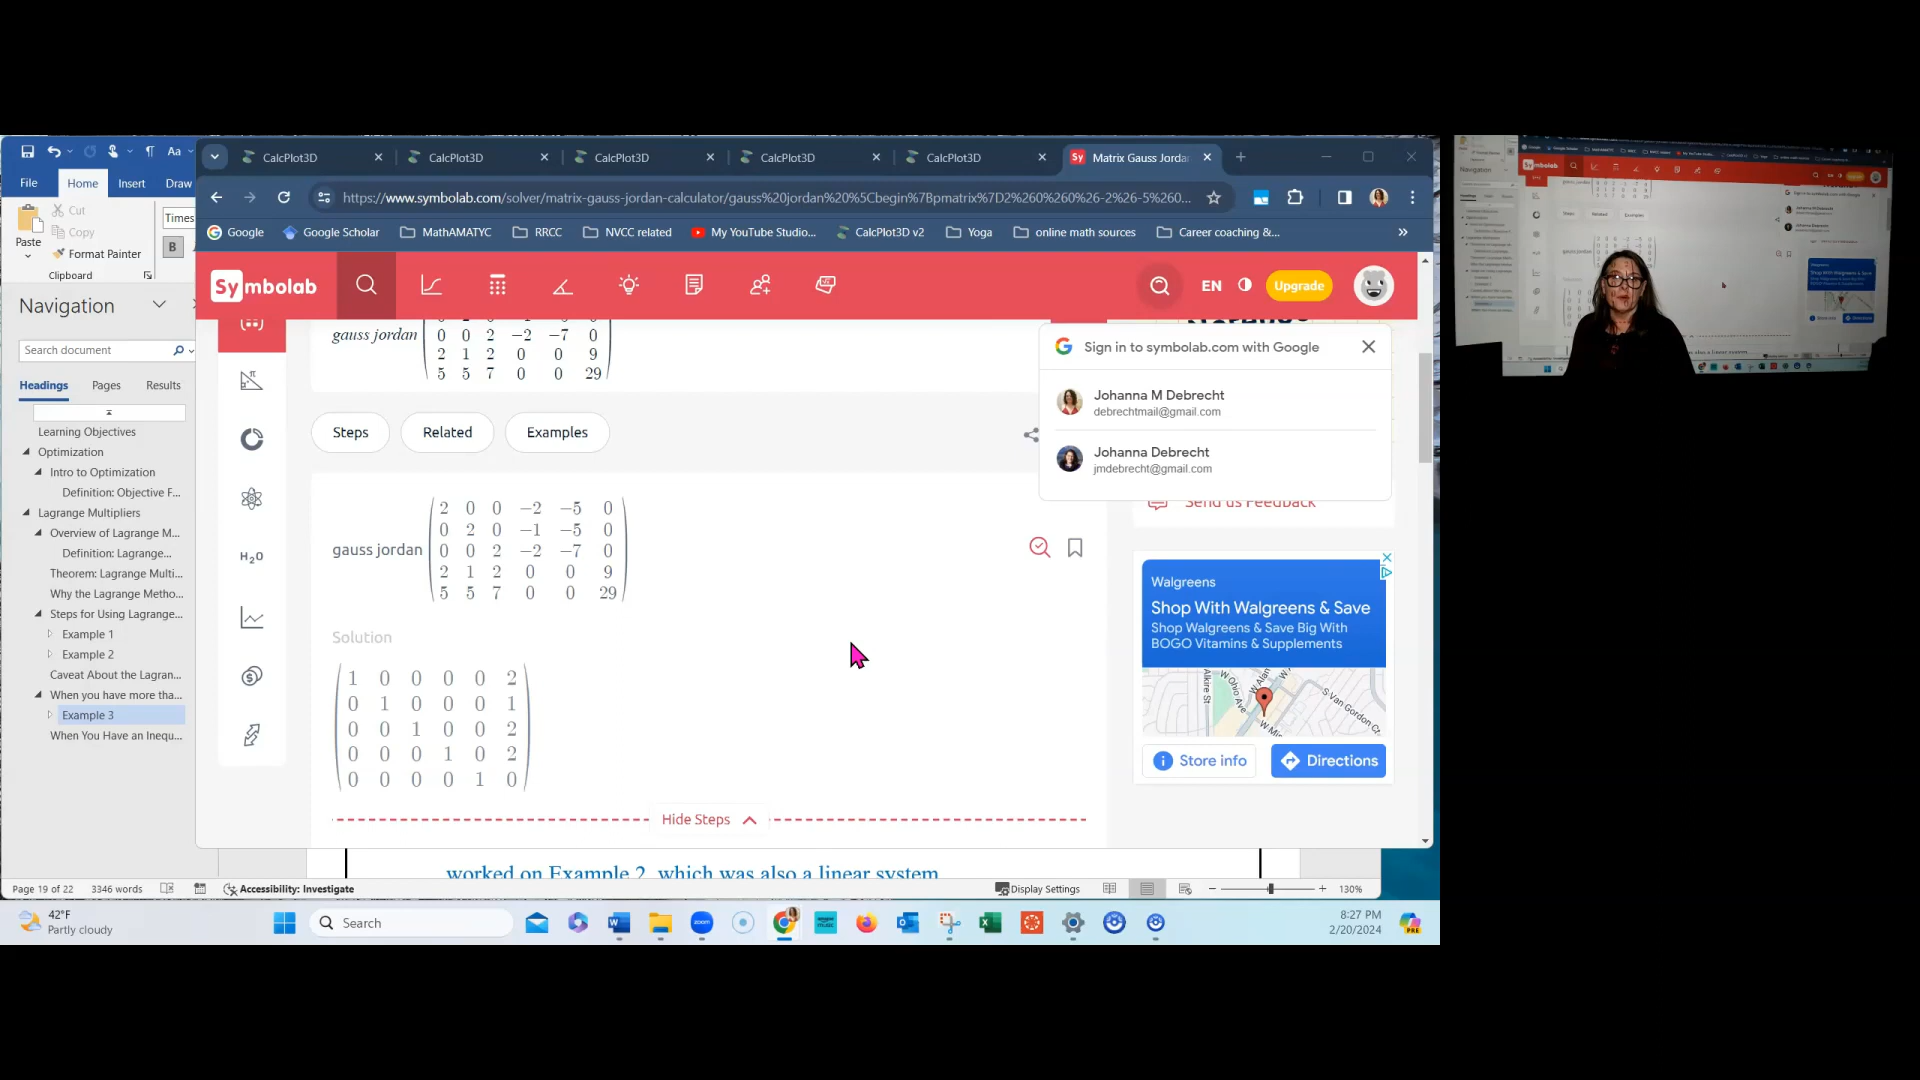 File Home Insert Draw
Cut
Copy
Format Painter
Paste
Clipboard
Times
B
Aa
Navigation
Search document
Headings Pages Results
Learning Objectives
Optimization
Intro to Optimization
Definition: Objective F...
Lagrange Multipliers
Overview of Lagrange M...
Definition: Lagrange...
Theorem: Lagrange Multi...
Why the Lagrange Metho...
Steps for Using Lagrange...
Example 1
Example 2
Caveat About the Lagran...
When you have more tha...
Example 3
When You Have an Inequ...
CalcPlot3D CalcPlot3D CalcPlot3D CalcPlot3D CalcPlot3D Sy Matrix Gauss Jorda
https://www.symbolab.com/solver/matrix-gauss-jordan-calculator/gauss%20jordan%20%5Cbegin%7Bpmatrix%7D2%260%260%26-2%26-5%260...
Google Google Scholar MathAMATYC RRCC NVCC related My YouTube Studio... CalcPlot3D v2 Yoga online math sources Career coaching &... »
Symbolab EN Upgrade
gauss jordan
0 0 2 −2 −7 0
2 1 2 0 0 9
5 5 7 0 0 29
Steps Related Examples
gauss jordan
2 0 0 −2 −5 0
0 2 0 −1 −5 0
0 0 2 −2 −7 0
2 1 2 0 0 9
5 5 7 0 0 29
Solution
1 0 0 0 0 2
0 1 0 0 0 1
0 0 1 0 0 2
0 0 0 1 0 2
0 0 0 0 1 0
Hide Steps
H₂O
Sign in to symbolab.com with Google
Johanna M Debrecht
debrechtmail@gmail.com
Johanna Debrecht
jmdebrecht@gmail.com
Send us Feedback
Walgreens
Shop With Walgreens & Save
Shop Walgreens & Save Big With
BOGO Vitamins & Supplements
Alkire St
W Ohio Ave
W Alan
W Mi
S Van Gordon Ct
Store info Directions
worked on Example 2, which was also a linear system
Page 19 of 22 3346 words Accessibility: Investigate Display Settings 130%
42°F
Partly cloudy
Search
8:27 PM
2/20/2024
PRE